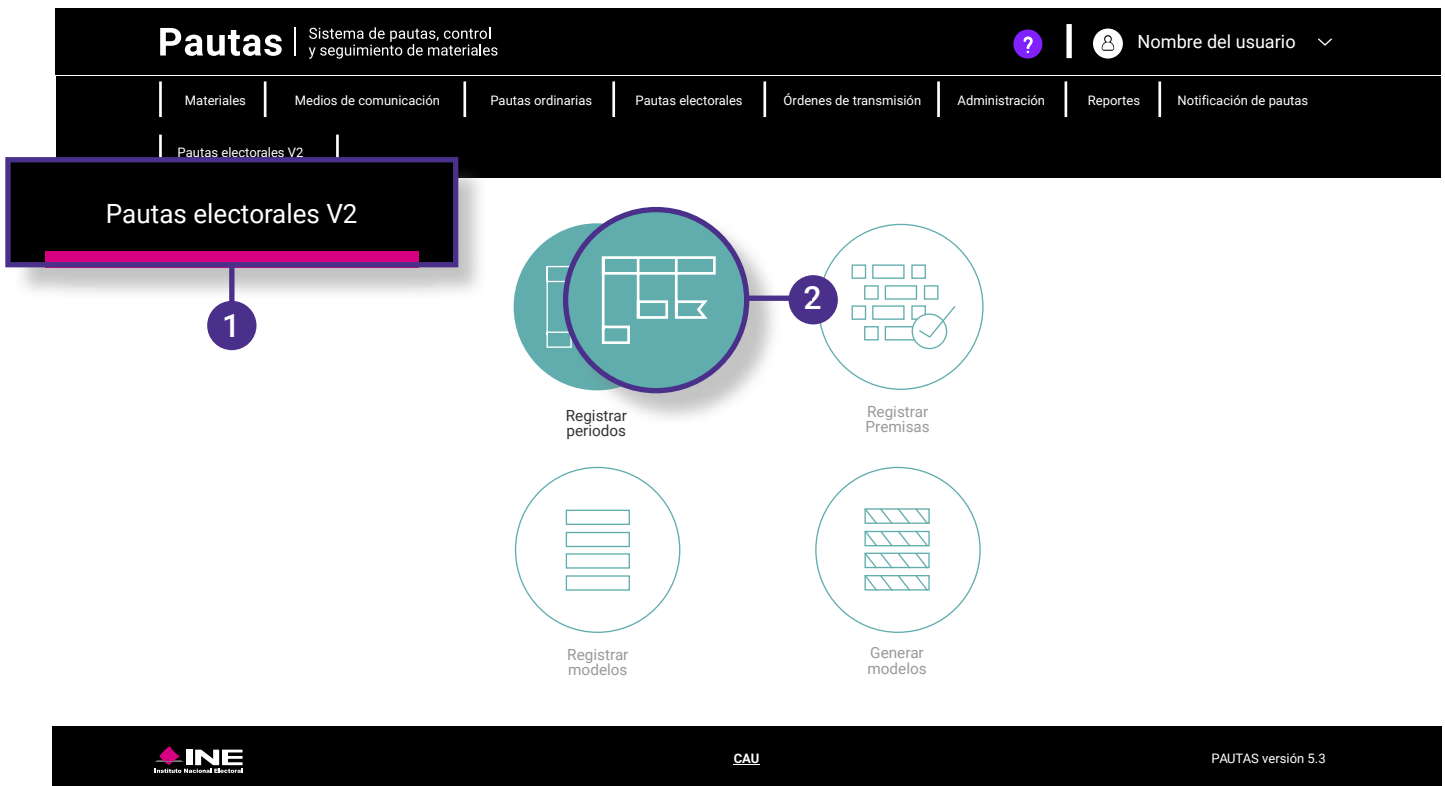 Pautas
Sistema de pautas, control
y seguimiento de materiales
?
Nombre del usuario
Materiales
Medios de comunicación
Pautas ordinarias
Pautas electorales
Órdenes de transmisión
Administración
Reportes
Notificación de pautas
Pautas electorales V2
Pautas electorales V2
1
2
Registrar
periodos
Registrar
Premisas
Registrar
modelos
Generar
modelos
INE
Instituto Nacional Electoral
CAU
PAUTAS versión 5.3